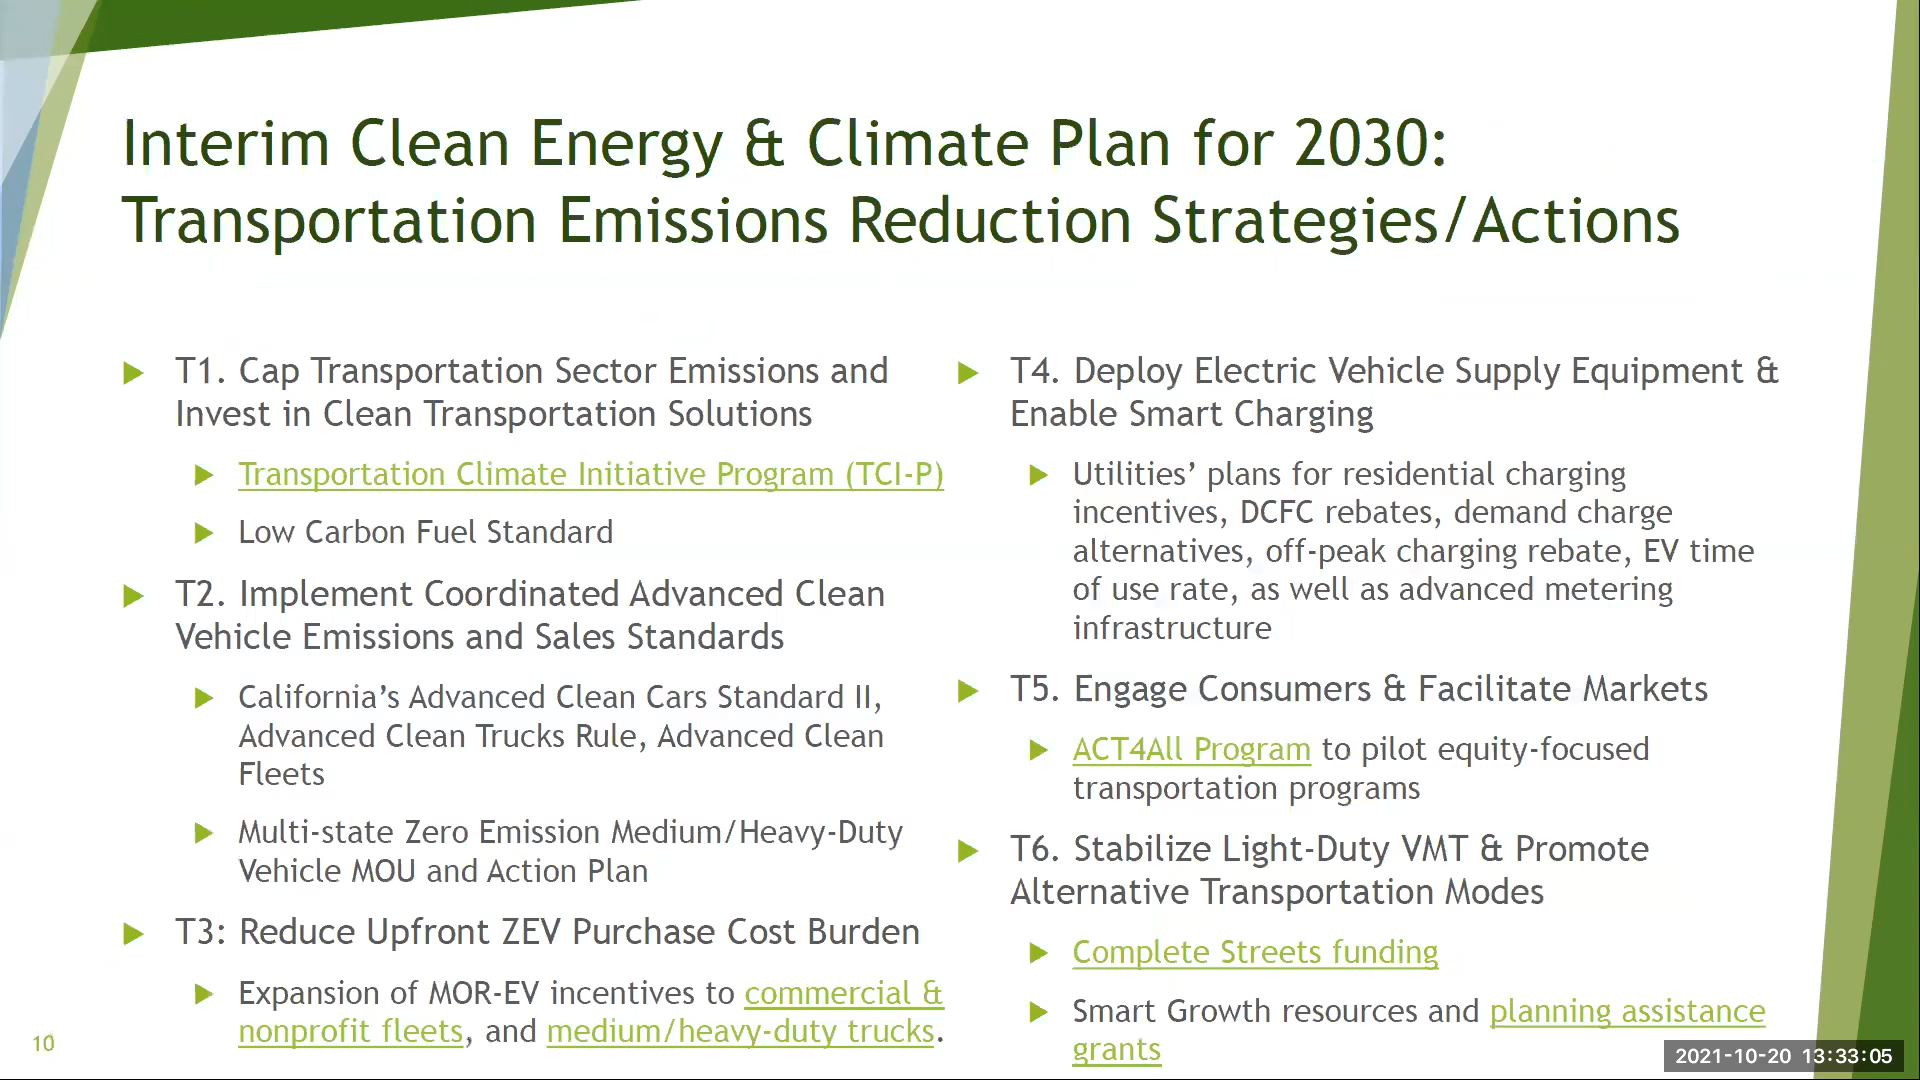 Interim Clean Energy & Climate Plan for 2030:
Transportation Emissions Reduction Strategies/Actions
T1. Cap Transportation Sector Emissions and
Invest in Clean Transportation Solutions
Transportation Climate Initiative Program (TCI-P)
Low Carbon Fuel Standard
T2. Implement Coordinated Advanced Clean
Vehicle Emissions and Sales Standards
California’s Advanced Clean Cars Standard II,
Advanced Clean Trucks Rule, Advanced Clean
Fleets
Multi-state Zero Emission Medium/Heavy-Duty
Vehicle MOU and Action Plan
T3: Reduce Upfront ZEV Purchase Cost Burden
Expansion of MOR-EV incentives to commercial &
nonprofit fleets, and medium/heavy-duty trucks.
T4. Deploy Electric Vehicle Supply Equipment &
Enable Smart Charging
Utilities’ plans for residential charging
incentives, DCFC rebates, demand charge
alternatives, off-peak charging rebate, EV time
of use rate, as well as advanced metering
infrastructure
T5. Engage Consumers & Facilitate Markets
ACT4All Program to pilot equity-focused
transportation programs
T6. Stabilize Light-Duty VMT & Promote
Alternative Transportation Modes
Complete Streets funding
Smart Growth resources and planning assistance
grants
10
2021-10-20 13:33:05